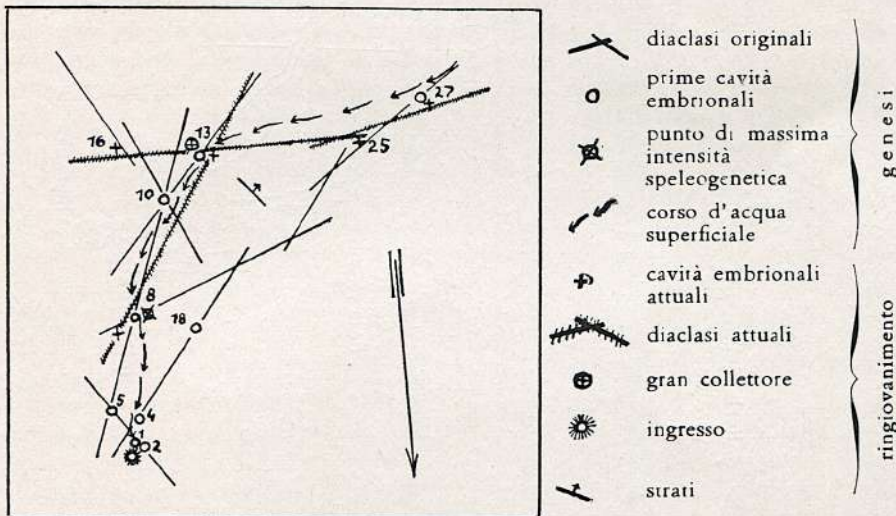 27
16
13
25
10
8
18
5
4
1
2
diaclasi originali
prime cavità
embrionali
punto di massima
intensità
speleogenetica
corso d'acqua
superficiale
genesi
cavità embrionali
attuali
diaclasi attuali
gran collettore
ingresso
strati
ringiovanimento